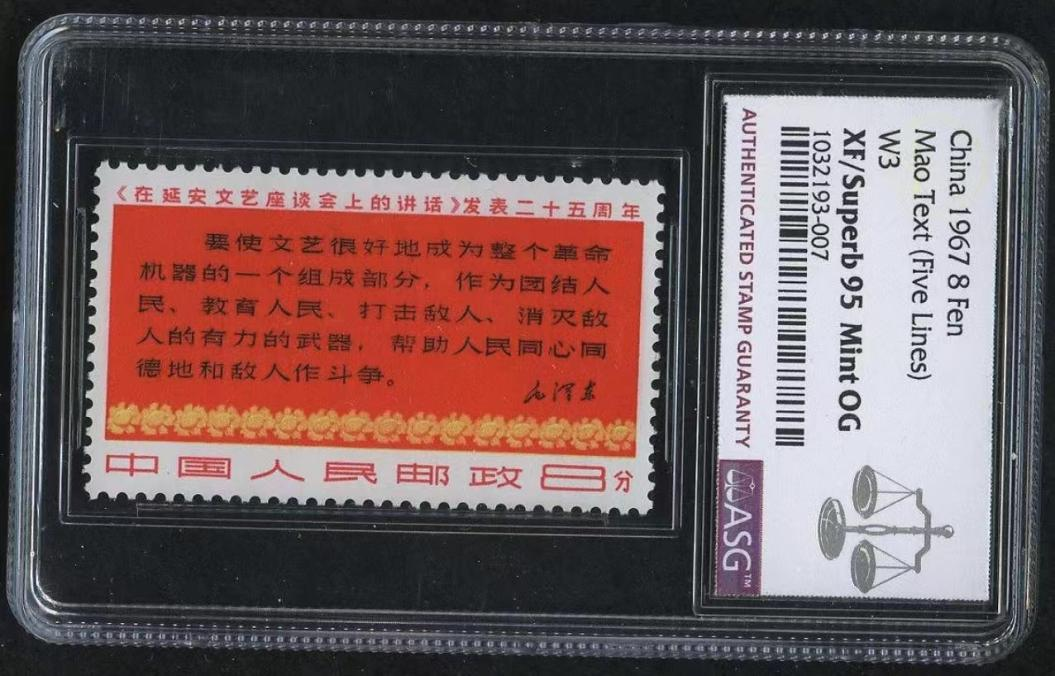 《在延安文艺座谈会上的讲话》发表二十五周年
要使文艺很好地成为整个革命
机器的一个组成部分，作为团结人
民、教育人民、打击敌人、消灭敌
人的有力的武器，帮助人民同心同
德地和敌人作斗争。
毛泽东
中国人民邮政8分
China 1967 8 Fen
Mao Text (Five Lines)
W3
XF/Superb 95 Mint OG
1032193-007
AUTHENTICATED STAMP GUARANTY
ASG™